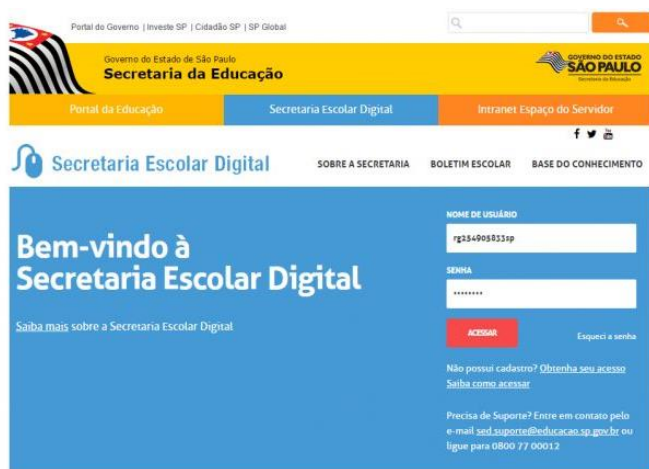 Portal do Governo | Investe SP | Cidadão SP | SP Global
Governo do Estado de São Paulo
Secretaria da Educação
GOVERNO DO ESTADO
SÃO PAULO
Secretaria da Educação
Portal da Educação
Secretaria Escolar Digital
Intranet Espaço do Servidor
Secretaria Escolar Digital
SOBRE A SECRETARIA
BOLETIM ESCOLAR
BASE DO CONHECIMENTO
Bem-vindo à
Secretaria Escolar Digital
Saiba mais sobre a Secretaria Escolar Digital
NOME DE USUÁRIO
rg254905833sp
SENHA
••••••••
ACESSAR
Esqueci a senha
Não possui cadastro? Obtenha seu acesso
Saiba como acessar
Precisa de Suporte? Entre em contato pelo
e-mail sed.suporte@educacao.sp.gov.br ou
ligue para 0800 77 00012